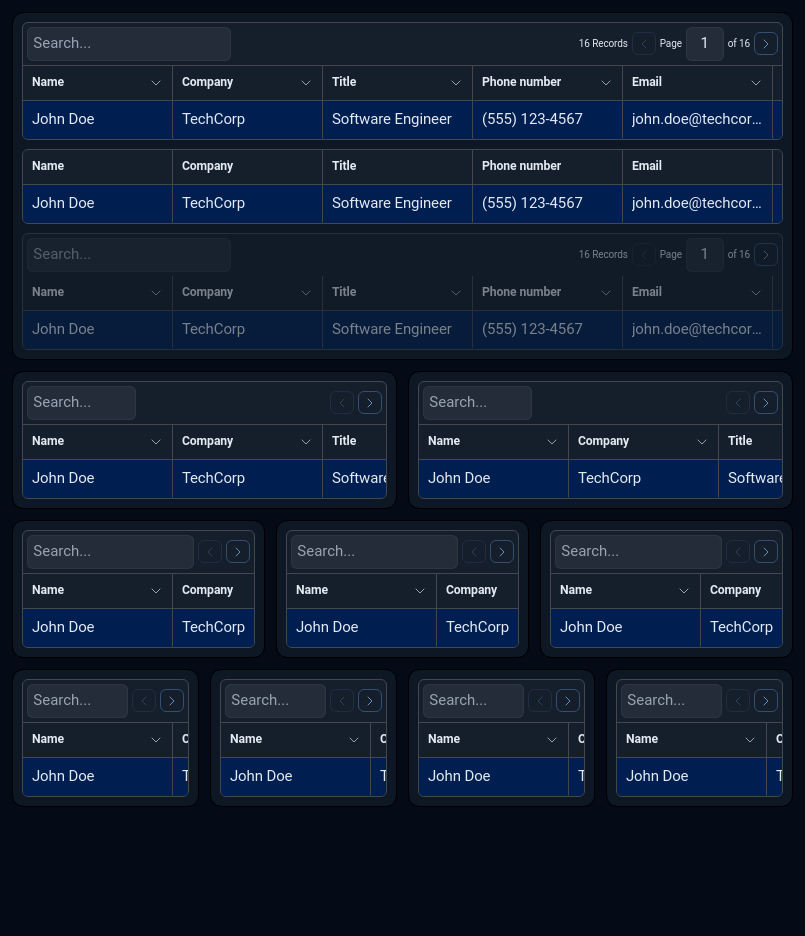 Search... 16 Records Page 1 of 16
Name Company Title Phone number Email
John Doe TechCorp Software Engineer (555) 123-4567 john.doe@techcor...
Name Company Title Phone number Email
John Doe TechCorp Software Engineer (555) 123-4567 john.doe@techcor...
Search... 16 Records Page 1 of 16
Name Company Title Phone number Email
John Doe TechCorp Software Engineer (555) 123-4567 john.doe@techcor...
Search... Search...
Name Company Title Name Company Title
John Doe TechCorp Software John Doe TechCorp Software
Search... Search... Search...
Name Company Name Company Name Company
John Doe TechCorp John Doe TechCorp John Doe TechCorp
Search... Search... Search... Search...
Name C Name C Name C Name C
John Doe T John Doe T John Doe T John Doe T